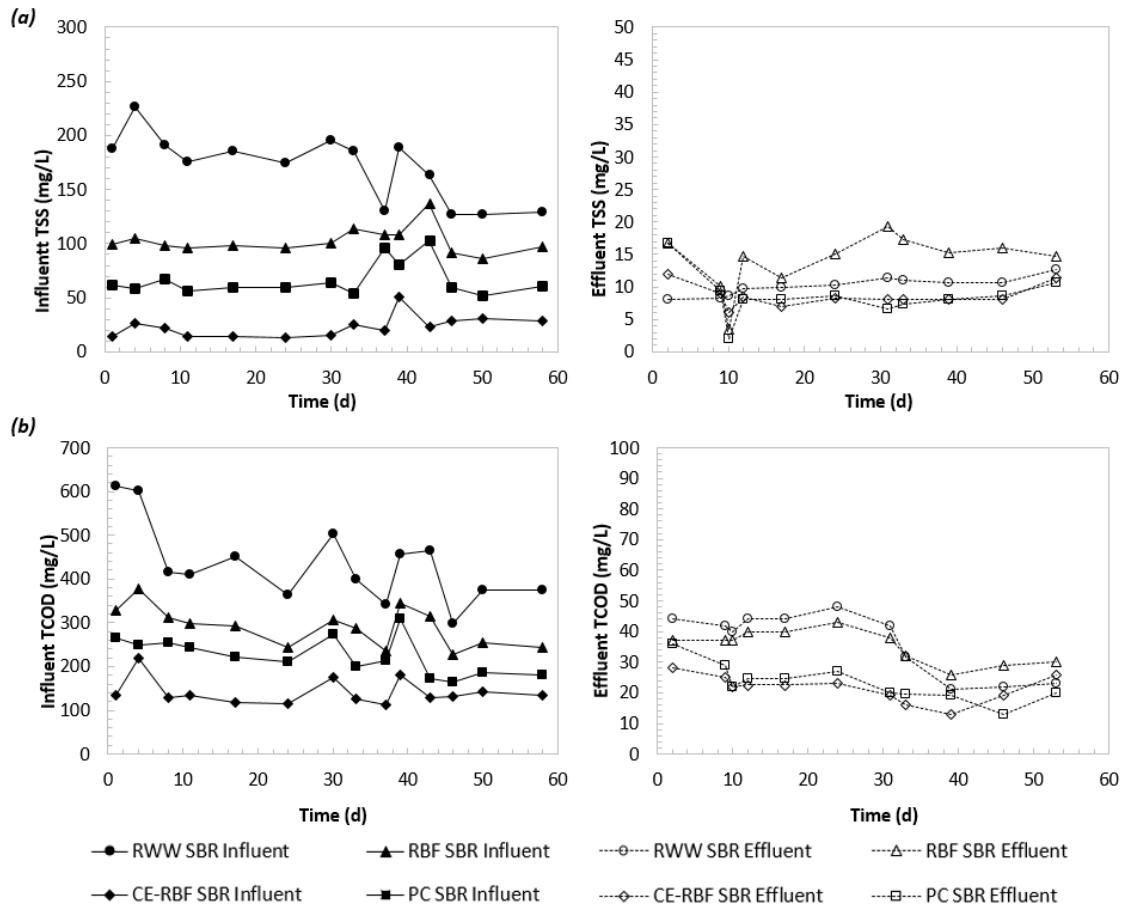 (a)
300
250
200
150
100
50
0
Influentt TSS (mg/L)
0 10 20 30 40 50 60
Time (d)
50
45
40
35
30
25
20
15
10
5
0
Effluent TSS (mg/L)
0 10 20 30 40 50 60
Time (d)
(b)
700
600
500
400
300
200
100
0
Influent TCOD (mg/L)
0 10 20 30 40 50 60
Time (d)
100
90
80
70
60
50
40
30
20
10
0
Effluent TCOD (mg/L)
0 10 20 30 40 50 60
Time (d)
RWW SBR Influent RBF SBR Influent RWW SBR Effluent RBF SBR Effluent
CE-RBF SBR Influent PC SBR Influent CE-RBF SBR Effluent PC SBR Effluent